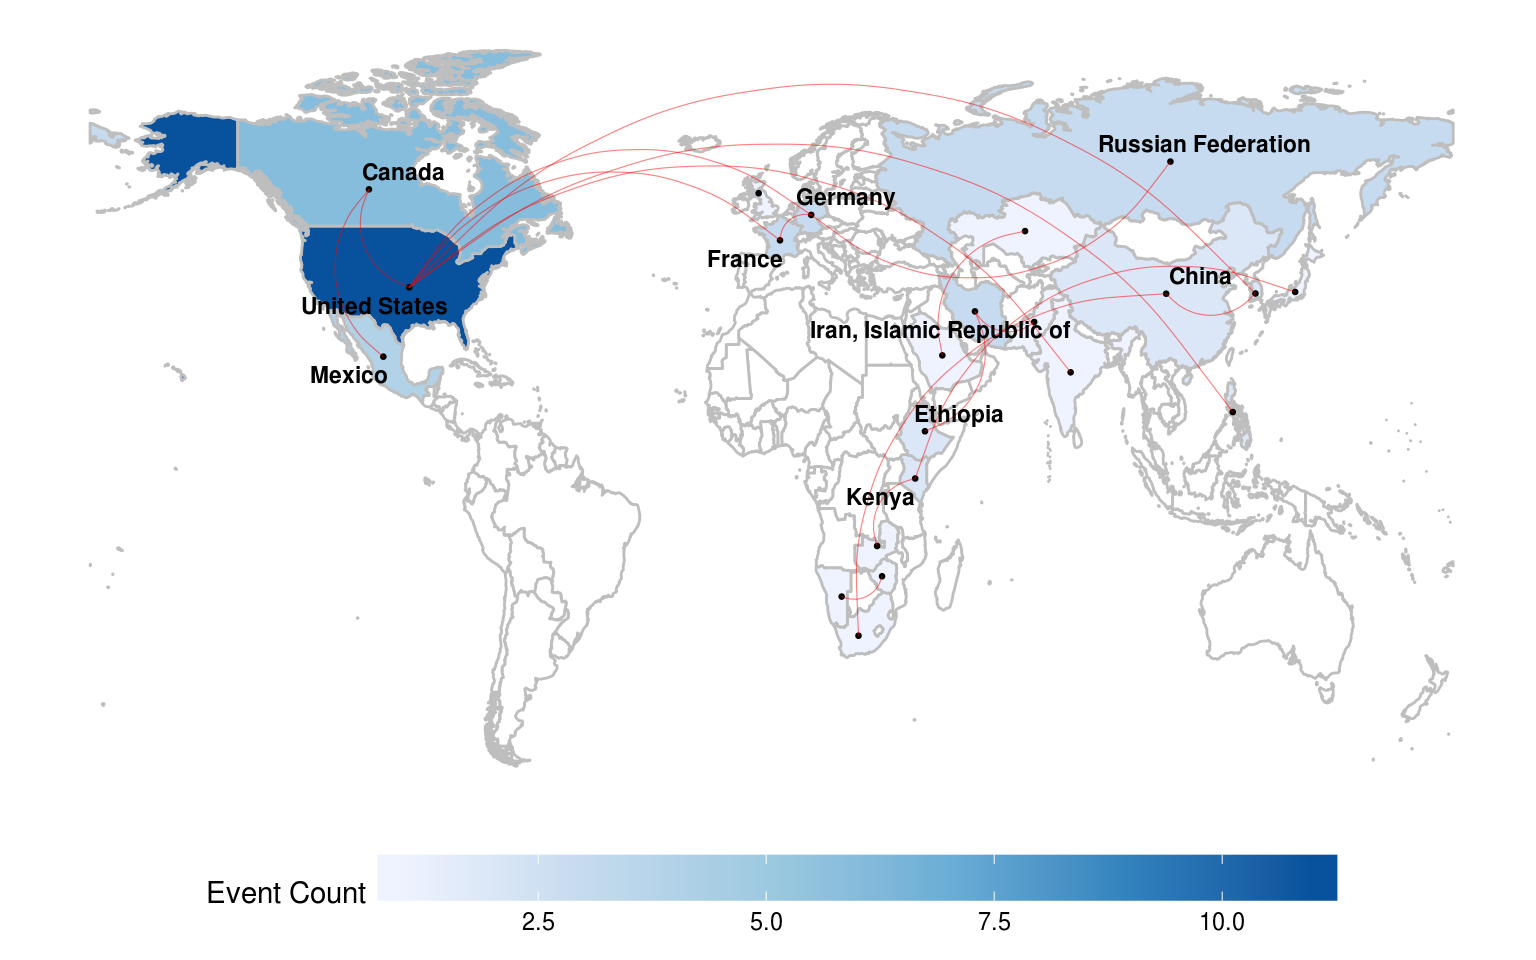 Russian Federation
Canada
Germany
France
China
United States
Iran, Islamic Republic of
Mexico
Ethiopia
Kenya
Event Count
2.5 5.0 7.5 10.0